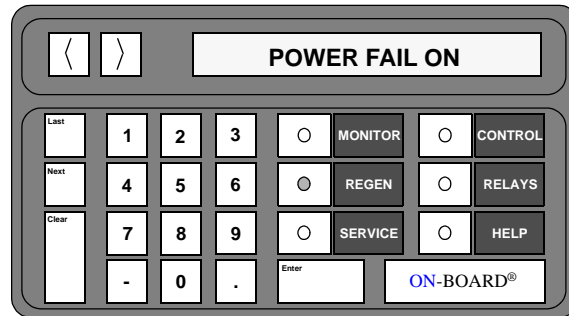 〈 〉 POWER FAIL ON
Last 1 2 3 MONITOR CONTROL
Next 4 5 6 REGEN RELAYS
Clear 7 8 9 SERVICE HELP
- 0 . Enter ON-BOARD®